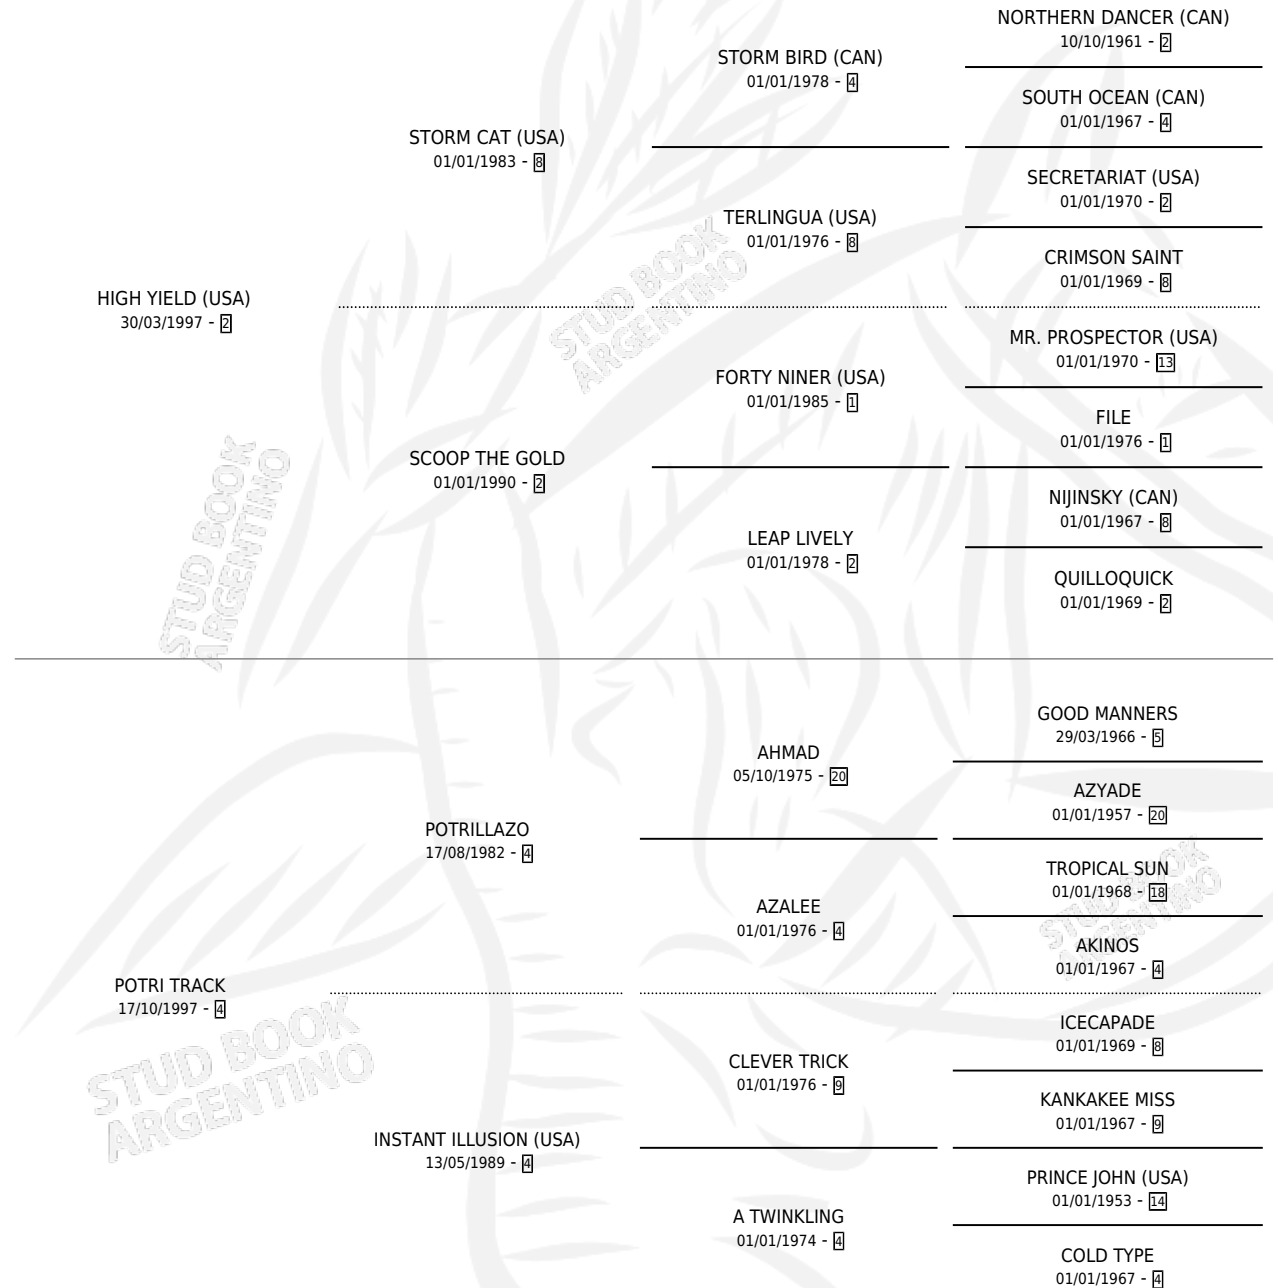 NORTHERN DANCER (CAN)
10/10/1961 - 2
STORM BIRD (CAN)
01/01/1978 - 4
SOUTH OCEAN (CAN)
01/01/1967 - 4
STORM CAT (USA)
01/01/1983 - 8
SECRETARIAT (USA)
01/01/1970 - 2
TERLINGUA (USA)
01/01/1976 - 8
CRIMSON SAINT
01/01/1969 - 8
HIGH YIELD (USA)
30/03/1997 - 2
MR. PROSPECTOR (USA)
01/01/1970 - 13
FORTY NINER (USA)
01/01/1985 - 1
FILE
01/01/1976 - 1
SCOOP THE GOLD
01/01/1990 - 2
NIJINSKY (CAN)
01/01/1967 - 8
LEAP LIVELY
01/01/1978 - 2
QUILLOQUICK
01/01/1969 - 2
GOOD MANNERS
29/03/1966 - 5
AHMAD
05/10/1975 - 20
AZYADE
01/01/1957 - 20
POTRILLAZO
17/08/1982 - 4
TROPICAL SUN
01/01/1968 - 18
AZALEE
01/01/1976 - 4
AKINOS
01/01/1967 - 4
POTRI TRACK
17/10/1997 - 4
ICECAPADE
01/01/1969 - 8
CLEVER TRICK
01/01/1976 - 9
KANKAKEE MISS
01/01/1967 - 9
INSTANT ILLUSION (USA)
13/05/1989 - 4
PRINCE JOHN (USA)
01/01/1953 - 14
A TWINKLING
01/01/1974 - 4
COLD TYPE
01/01/1967 - 4
STUD BOOK
ARGENTINO
STUD BOOK
ARGENTINO
STUD BOOK
ARGENTINO
STUD BOOK
ARGENTINO